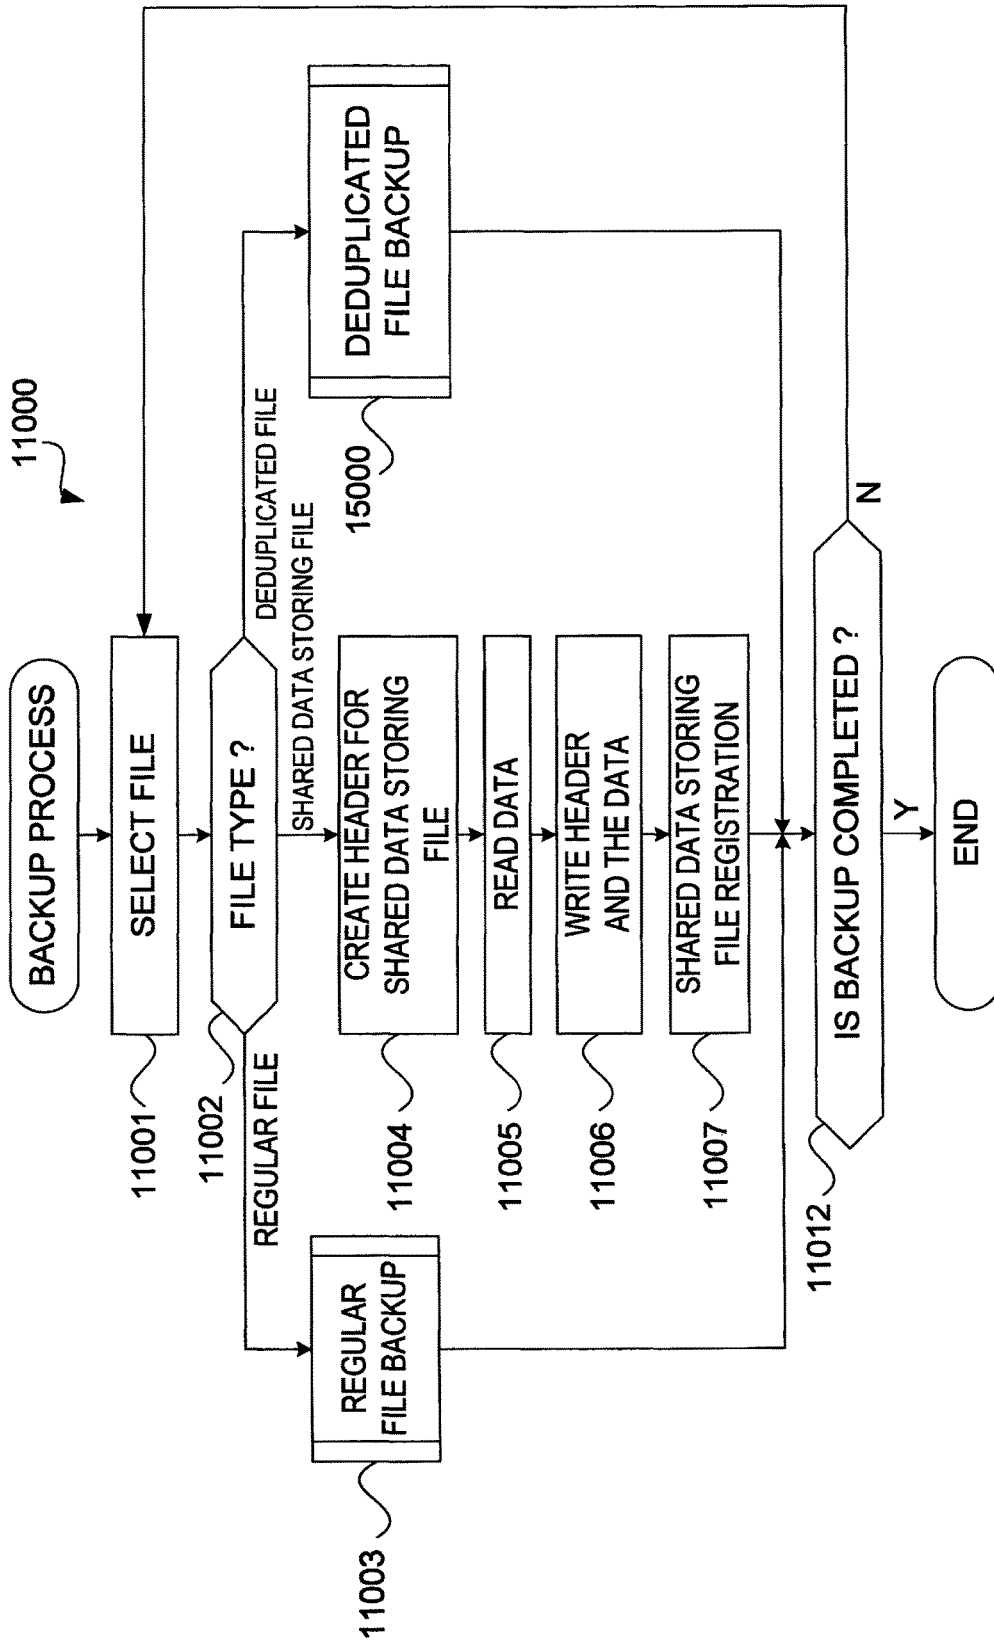 11000
BACKUP PROCESS
11001
SELECT FILE
11002
FILE TYPE ?
REGULAR FILE
DEDUPLICATED FILE
SHARED DATA STORING FILE
11003
REGULAR
FILE BACKUP
11004
CREATE HEADER FOR
SHARED DATA STORING
FILE
15000
DEDUPLICATED
FILE BACKUP
11005
READ DATA
11006
WRITE HEADER
AND THE DATA
11007
SHARED DATA STORING
FILE REGISTRATION
11012
IS BACKUP COMPLETED ?
N
Y
END